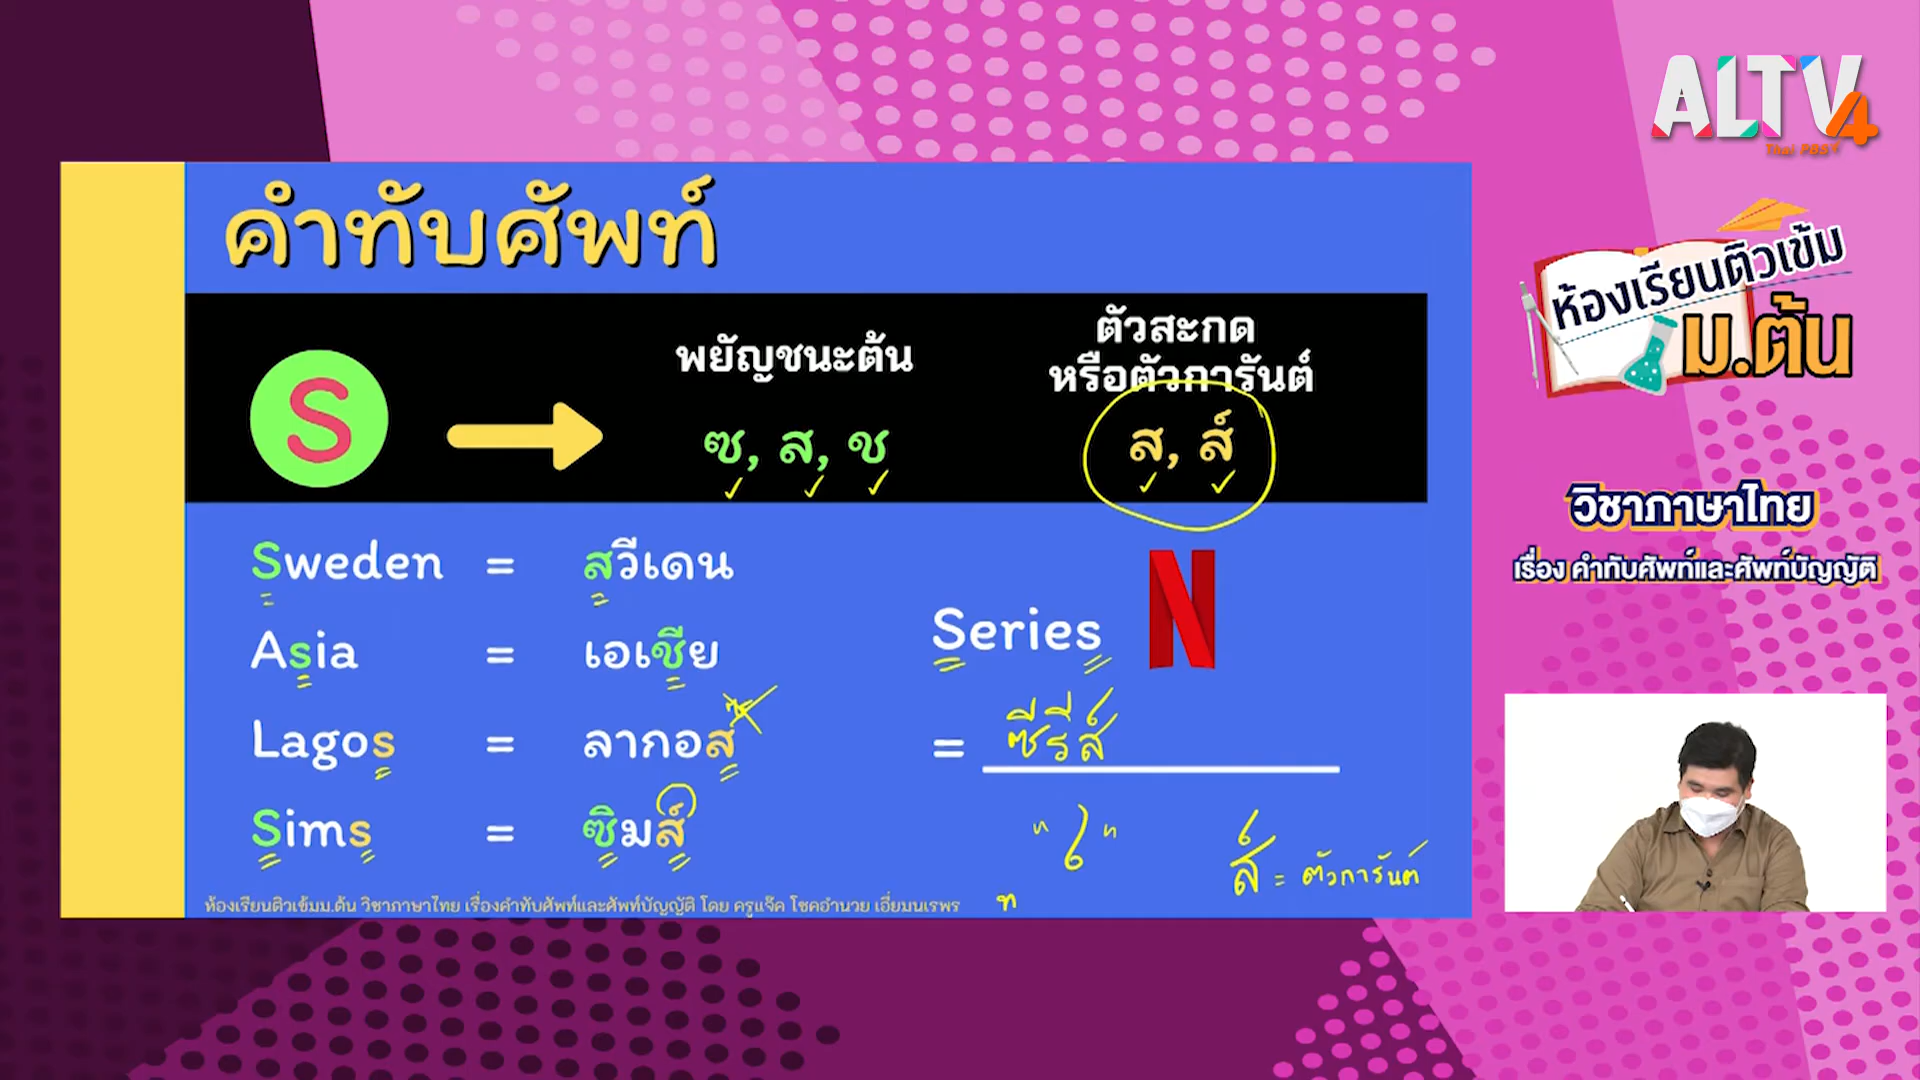 ALTV4
Thai PBS
ห้องเรียนติวเข้ม
ม.ต้น
วิชาภาษาไทย
เรื่อง คำทับศัพท์และศัพท์บัญญัติ
คำทับศัพท์
S
พยัญชนะต้น
ซ, ส, ช
ตัวสะกด
หรือตัวการันต์
ส, ส์
Sweden = สวีเดน
Asia = เอเชีย
Lagos = ลากอส
Sims = ซิมส์
Series
= ซีรีส์
" เ "
ส์ = ตัวการันต์
ท
ห้องเรียนติวเข้มม.ต้น วิชาภาษาไทย เรื่องคำทับศัพท์และศัพท์บัญญัติ โดย ครูแจ็ค โชคอำนวย เอี่ยมนเรพร